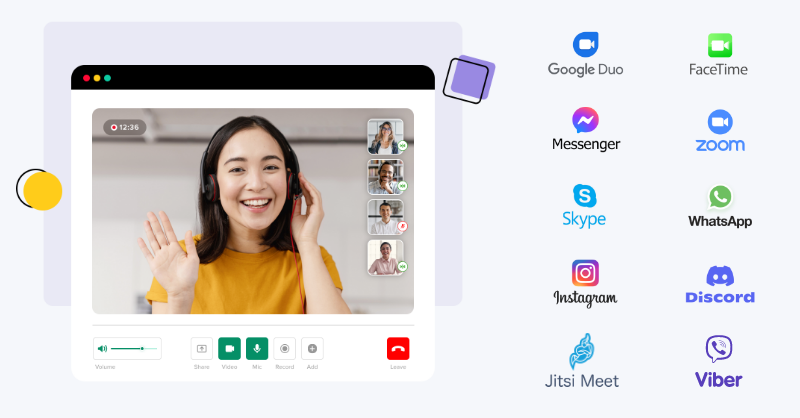 12:36
Volume
Share
Video
Mic
Record
Add
Leave
Google Duo
FaceTime
Messenger
zoom
Skype
WhatsApp
Instagram
Discord
Jitsi Meet
Viber